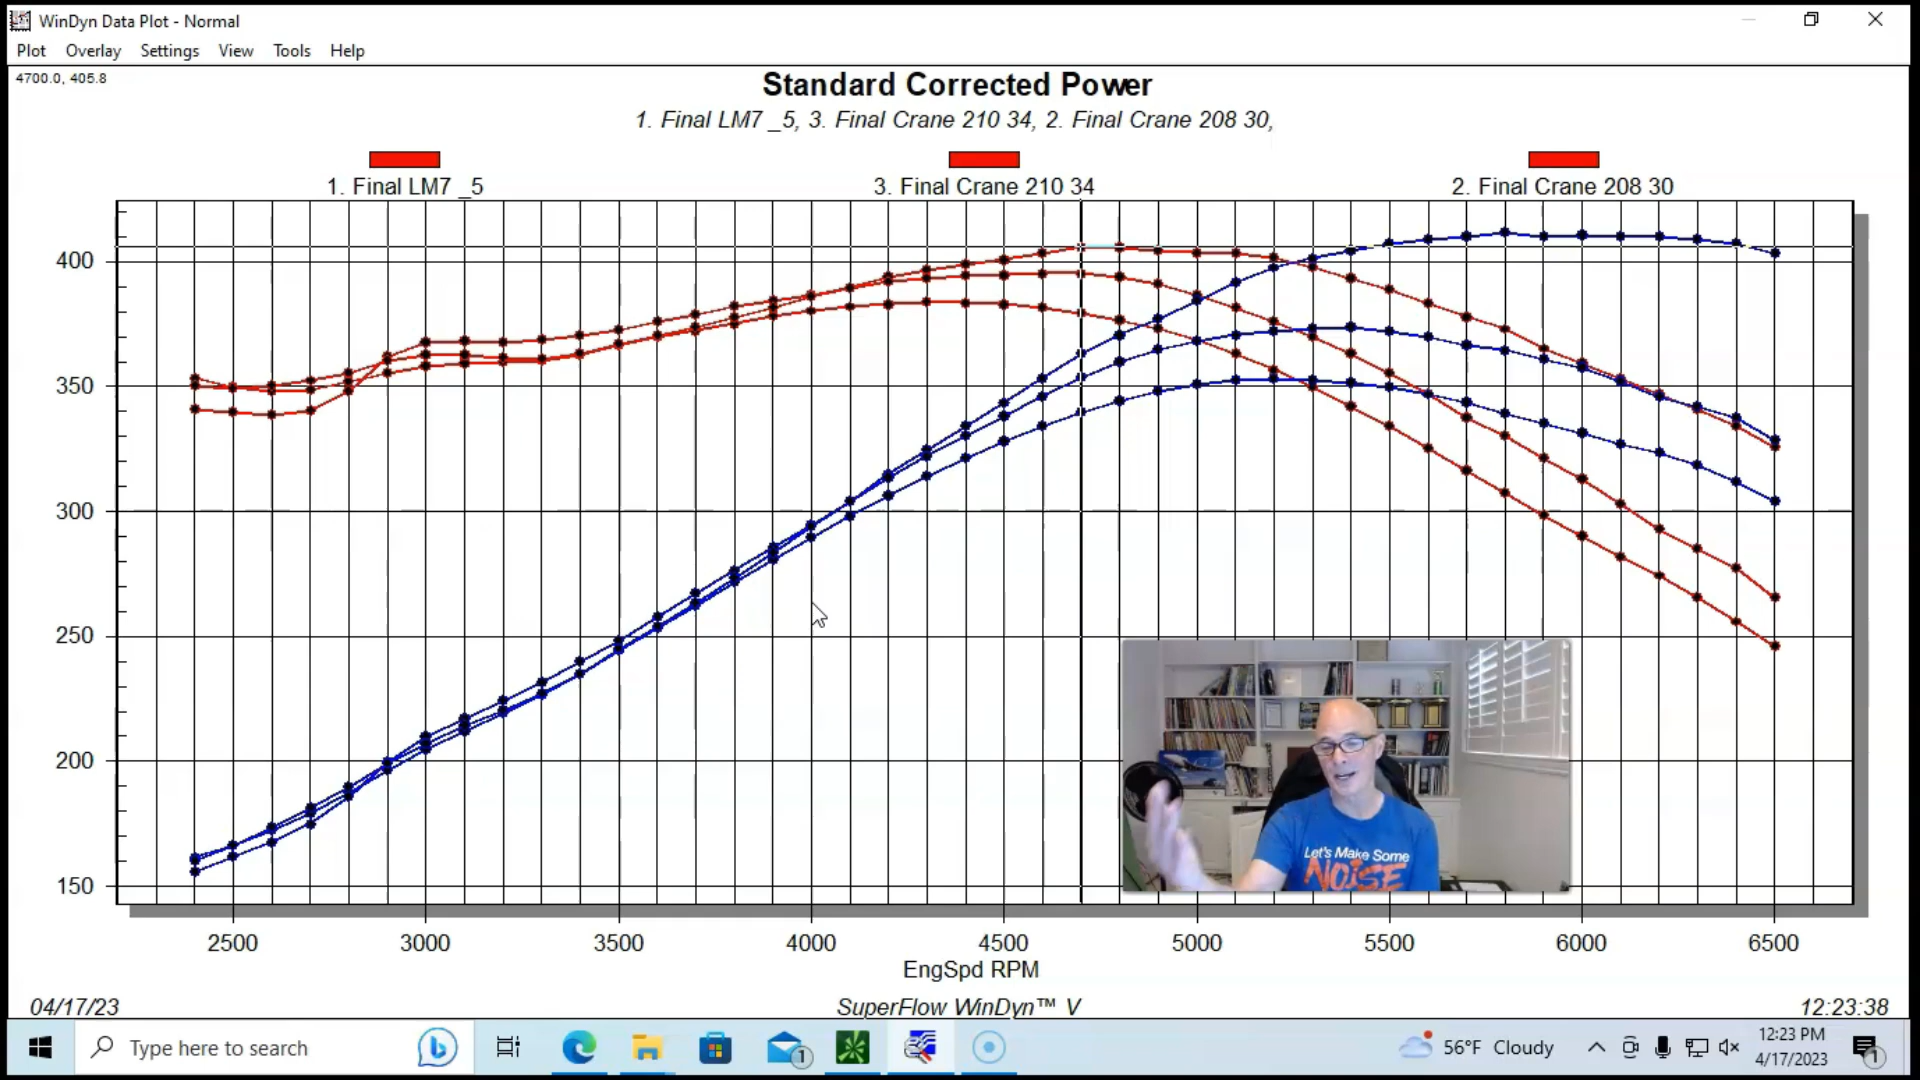 WinDyn Data Plot - Normal
Plot Overlay Settings View Tools Help
4700.0, 405.8
Standard Corrected Power
1. Final LM7 _5, 3. Final Crane 210 34, 2. Final Crane 208 30,
1. Final LM7 _5
3. Final Crane 210 34
2. Final Crane 208 30
400
350
300
250
200
150
2500 3000 3500 4000 4500 5000 5500 6000 6500
EngSpd RPM
Let's Make Some
NOISE
04/17/23
SuperFlow WinDyn™ V
12:23:38
Type here to search
1
56°F Cloudy
12:23 PM
4/17/2023
1